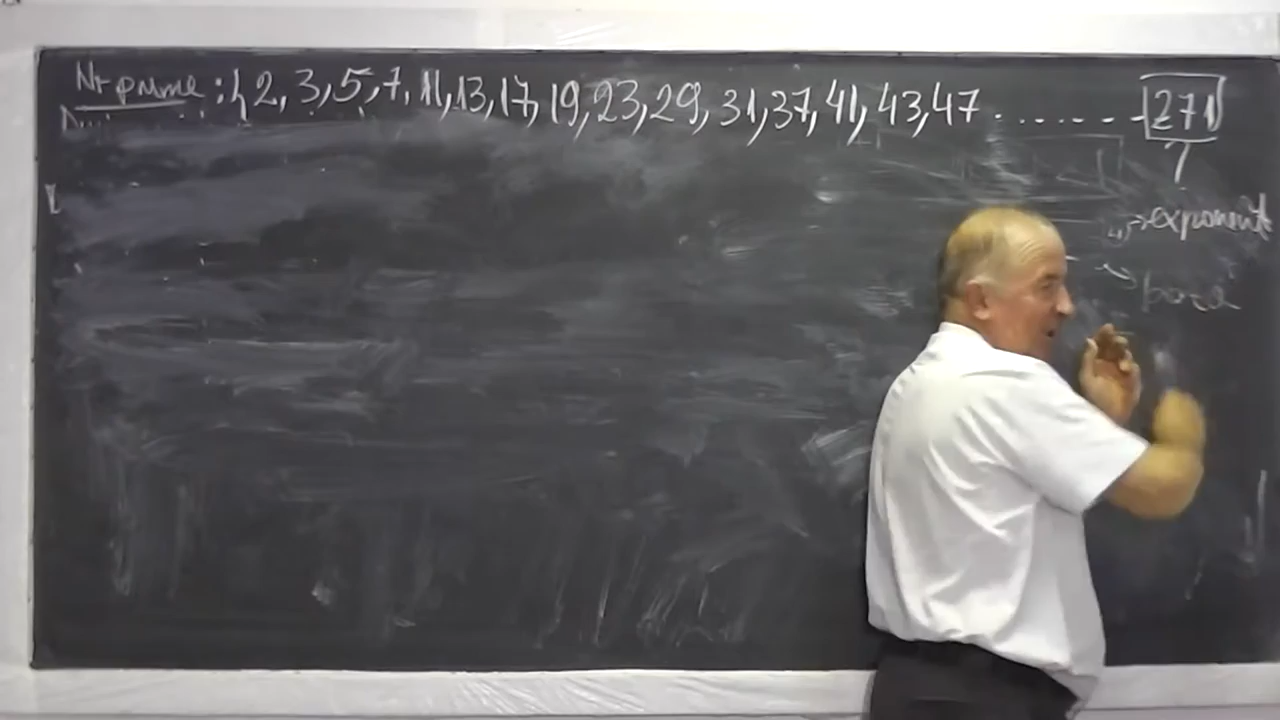 Nr prime : { 2, 3, 5, 7, 11, 13, 17, 19, 23, 29, 31, 37, 41, 43, 47 ........ 271
?
exponent
baza